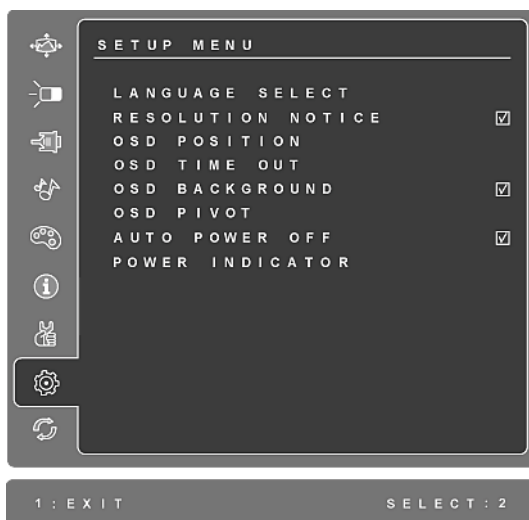 SETUP MENU
LANGUAGE SELECT
RESOLUTION NOTICE
OSD POSITION
OSD TIME OUT
OSD BACKGROUND
OSD PIVOT
AUTO POWER OFF
POWER INDICATOR
1:EXIT SELECT:2